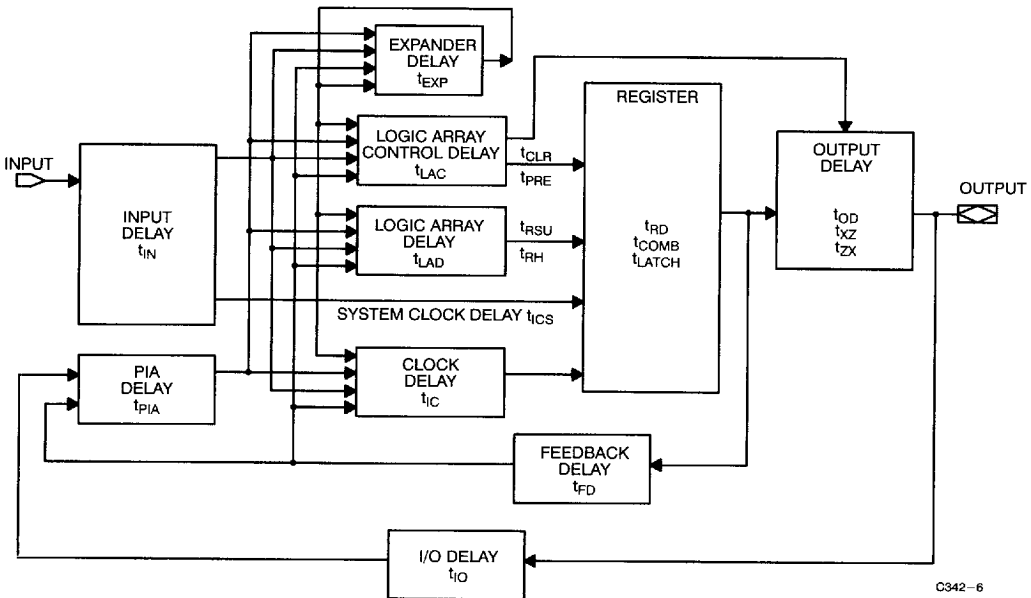 EXPANDER
DELAY
tEXP
REGISTER
LOGIC ARRAY
CONTROL DELAY
tLAC
tCLR
tPRE
OUTPUT
DELAY
tOD
tXZ
tZX
INPUT
OUTPUT
INPUT
DELAY
tIN
LOGIC ARRAY
DELAY
tLAD
tRSU
tRH
tRD
tCOMB
tLATCH
SYSTEM CLOCK DELAY tICS
PIA
DELAY
tPIA
CLOCK
DELAY
tIC
FEEDBACK
DELAY
tFD
I/O DELAY
tIO
C342–6